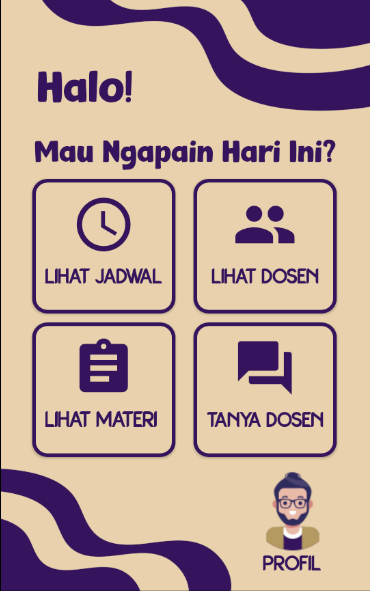 Halo!
Mau Ngapain Hari Ini?
LIHAT JADWAL
LIHAT DOSEN
LIHAT MATERI
TANYA DOSEN
PROFIL